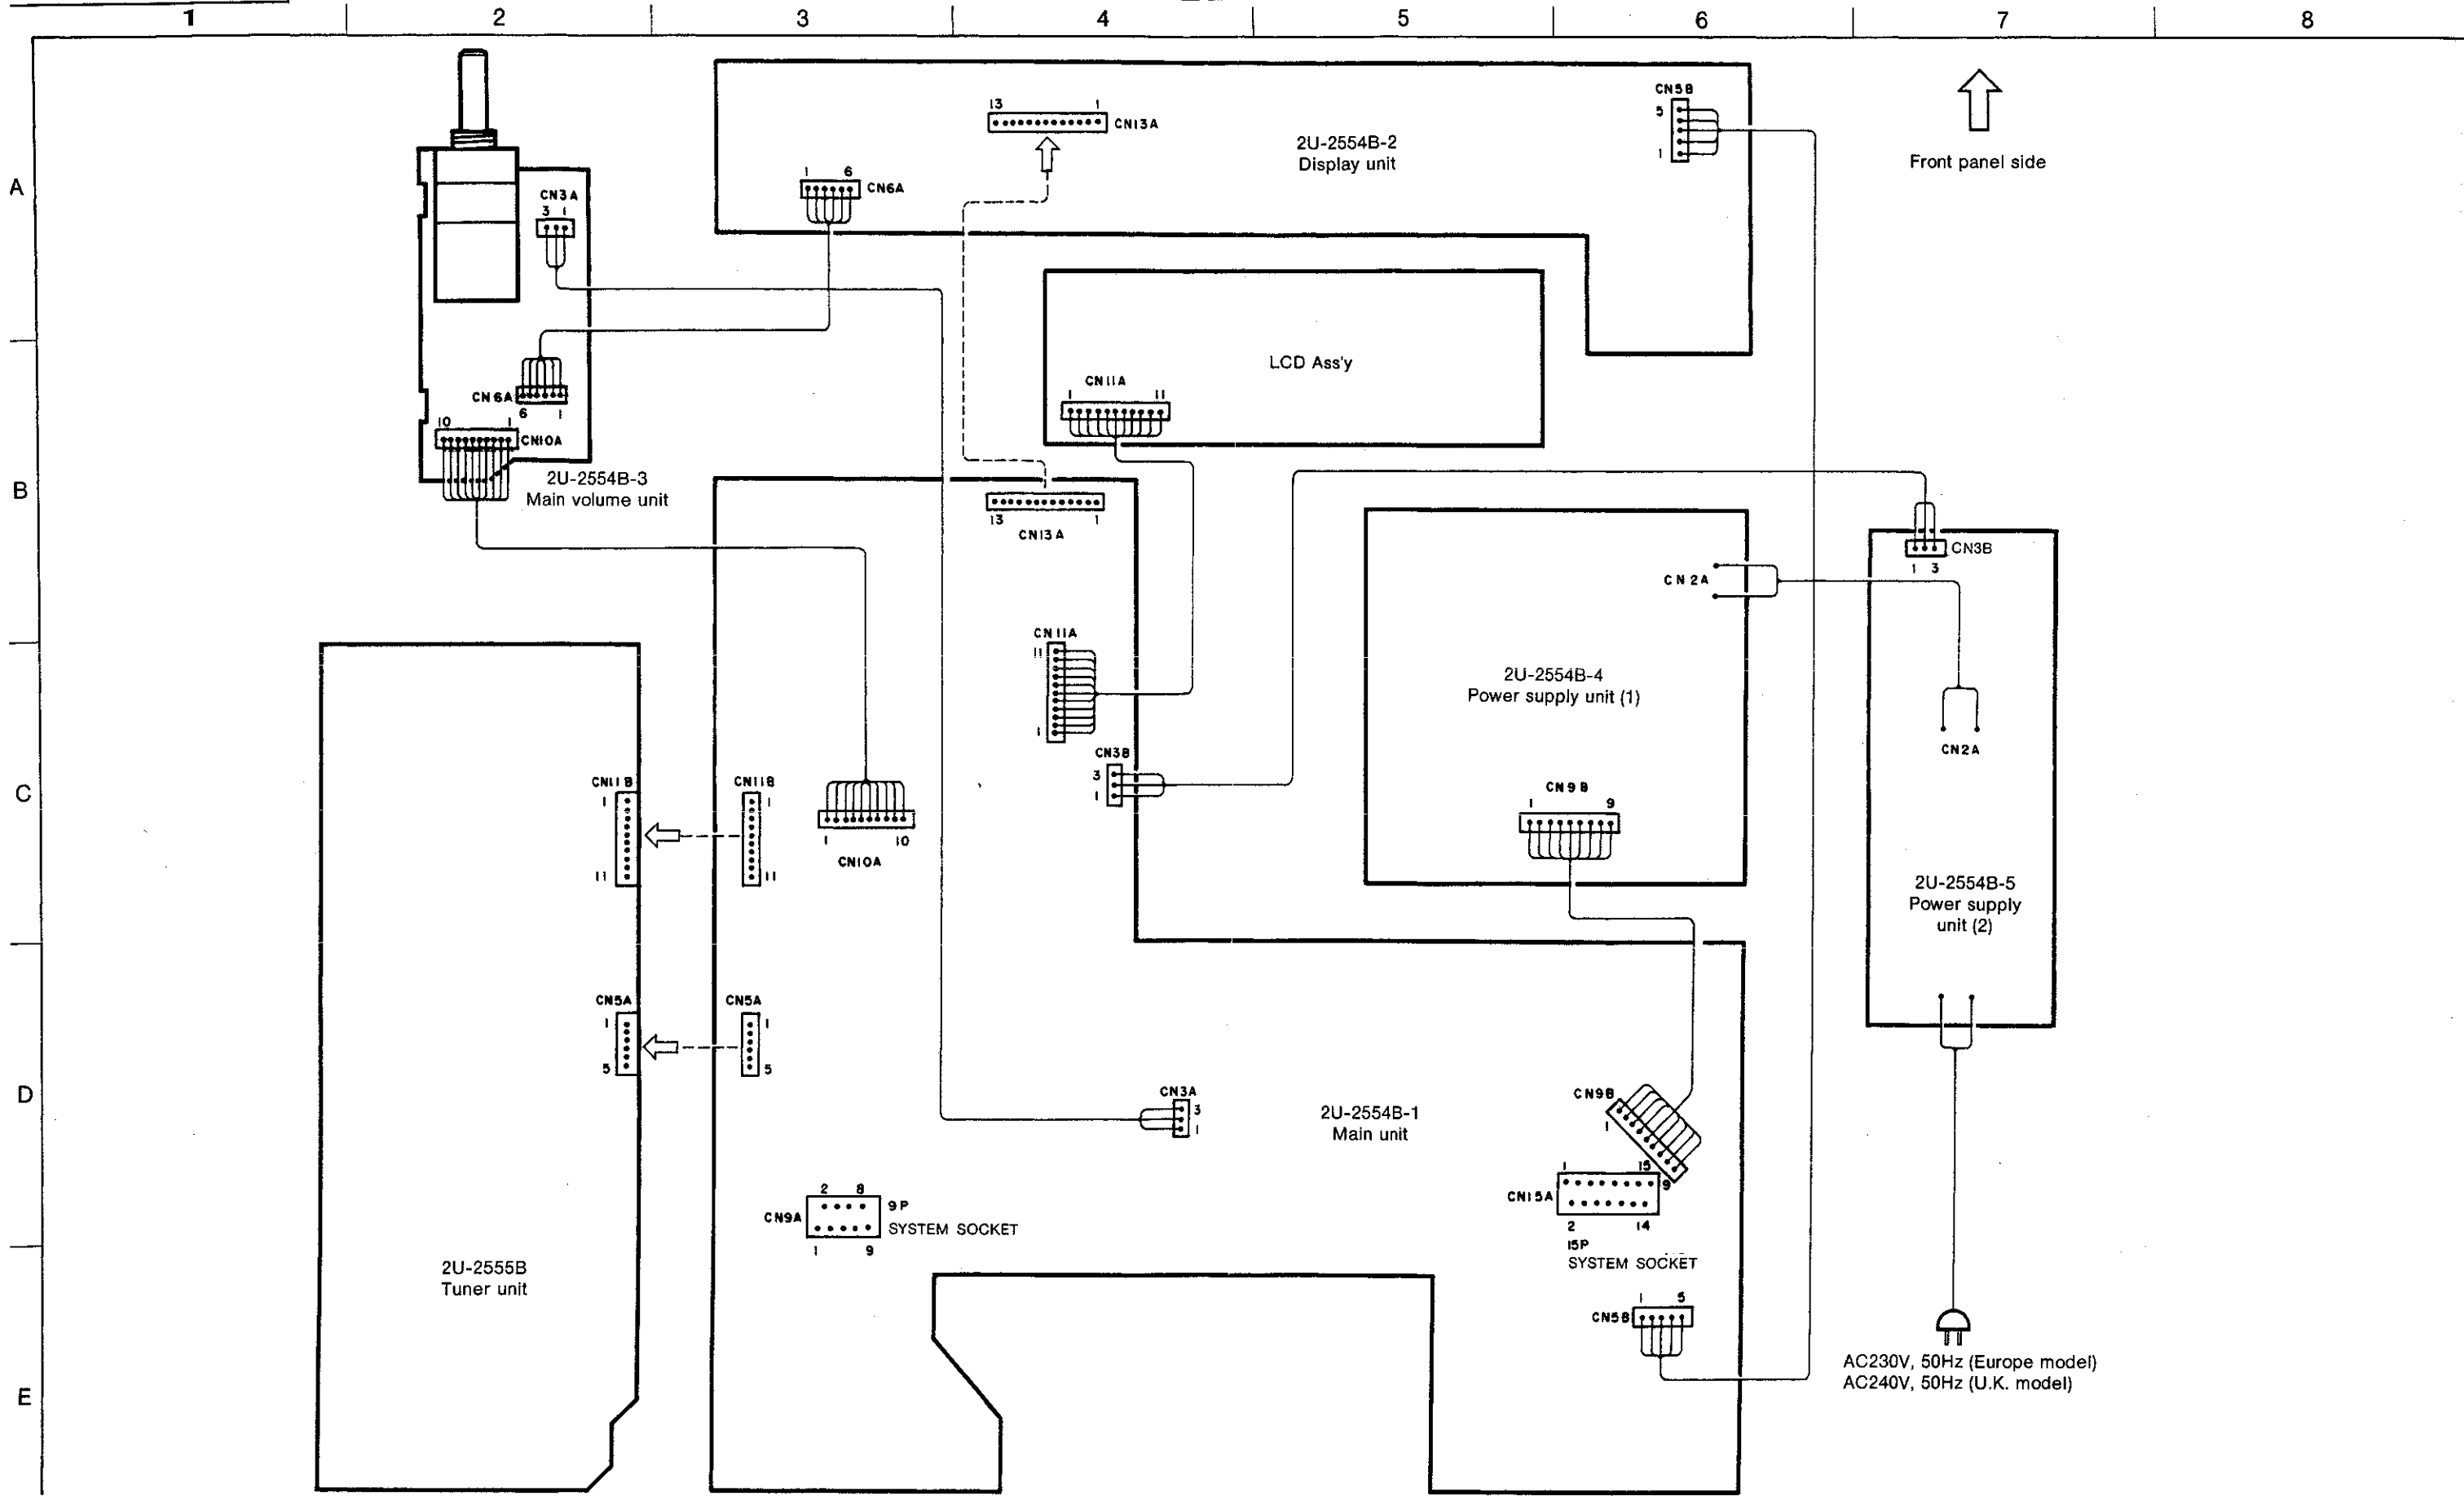 1 2 3 4 5 6 7 8
A
B
C
D
E
CN3A
3 1
CN6A
6 1
10 1
CN10A
2U-2554B-3
Main volume unit
13 1
CN13A
1 6
CN6A
2U-2554B-2
Display unit
CN5B
5
1
Front panel side
LCD Ass'y
CN11A
1 11
13 1
CN13A
CN11A
11
1
CN3B
3
1
CN2A
2U-2554B-4
Power supply unit (1)
CN9B
1 9
CN3B
1 3
CN2A
2U-2554B-5
Power supply
unit (2)
CN11B
1
11
CN11B
1
11
1 10
CN10A
CN5A
1
5
CN5A
1
5
CN3A
3
1
2U-2554B-1
Main unit
CN9B
1
9
1 15
CN15A
2 14
15P
SYSTEM SOCKET
2 8
CN9A
9P
SYSTEM SOCKET
1 9
2U-2555B
Tuner unit
1 5
CN5B
AC230V, 50Hz (Europe model)
AC240V, 50Hz (U.K. model)